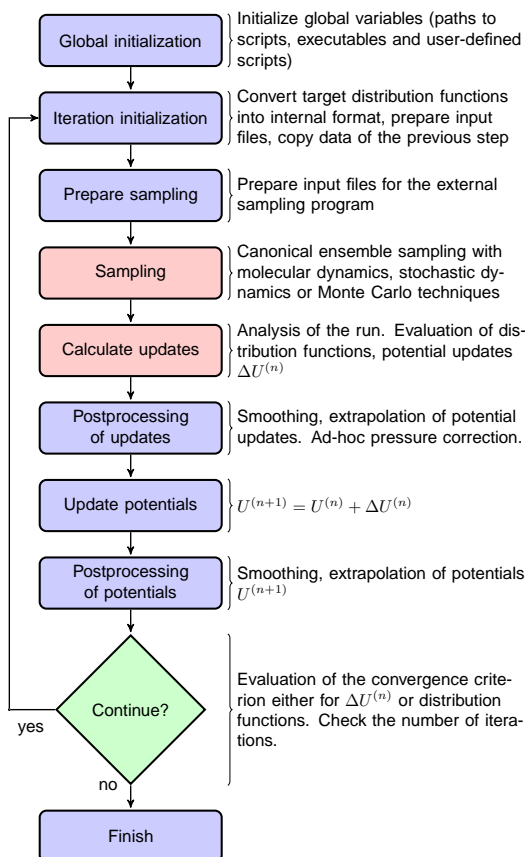 Global initialization
Initialize global variables (paths to
scripts, executables and user-defined
scripts)
Iteration initialization
Convert target distribution functions
into internal format, prepare input
files, copy data of the previous step
Prepare sampling
Prepare input files for the external
sampling program
Sampling
Canonical ensemble sampling with
molecular dynamics, stochastic dy-
namics or Monte Carlo techniques
Calculate updates
Analysis of the run. Evaluation of dis-
tribution functions, potential updates
ΔU^(n)
Postprocessing
of updates
Smoothing, extrapolation of potential
updates. Ad-hoc pressure correction.
Update potentials
U^(n+1) = U^(n) + ΔU^(n)
Postprocessing
of potentials
Smoothing, extrapolation of potentials
U^(n+1)
Continue?
Evaluation of the convergence crite-
rion either for ΔU^(n) or distribution
functions. Check the number of itera-
tions.
yes
no
Finish